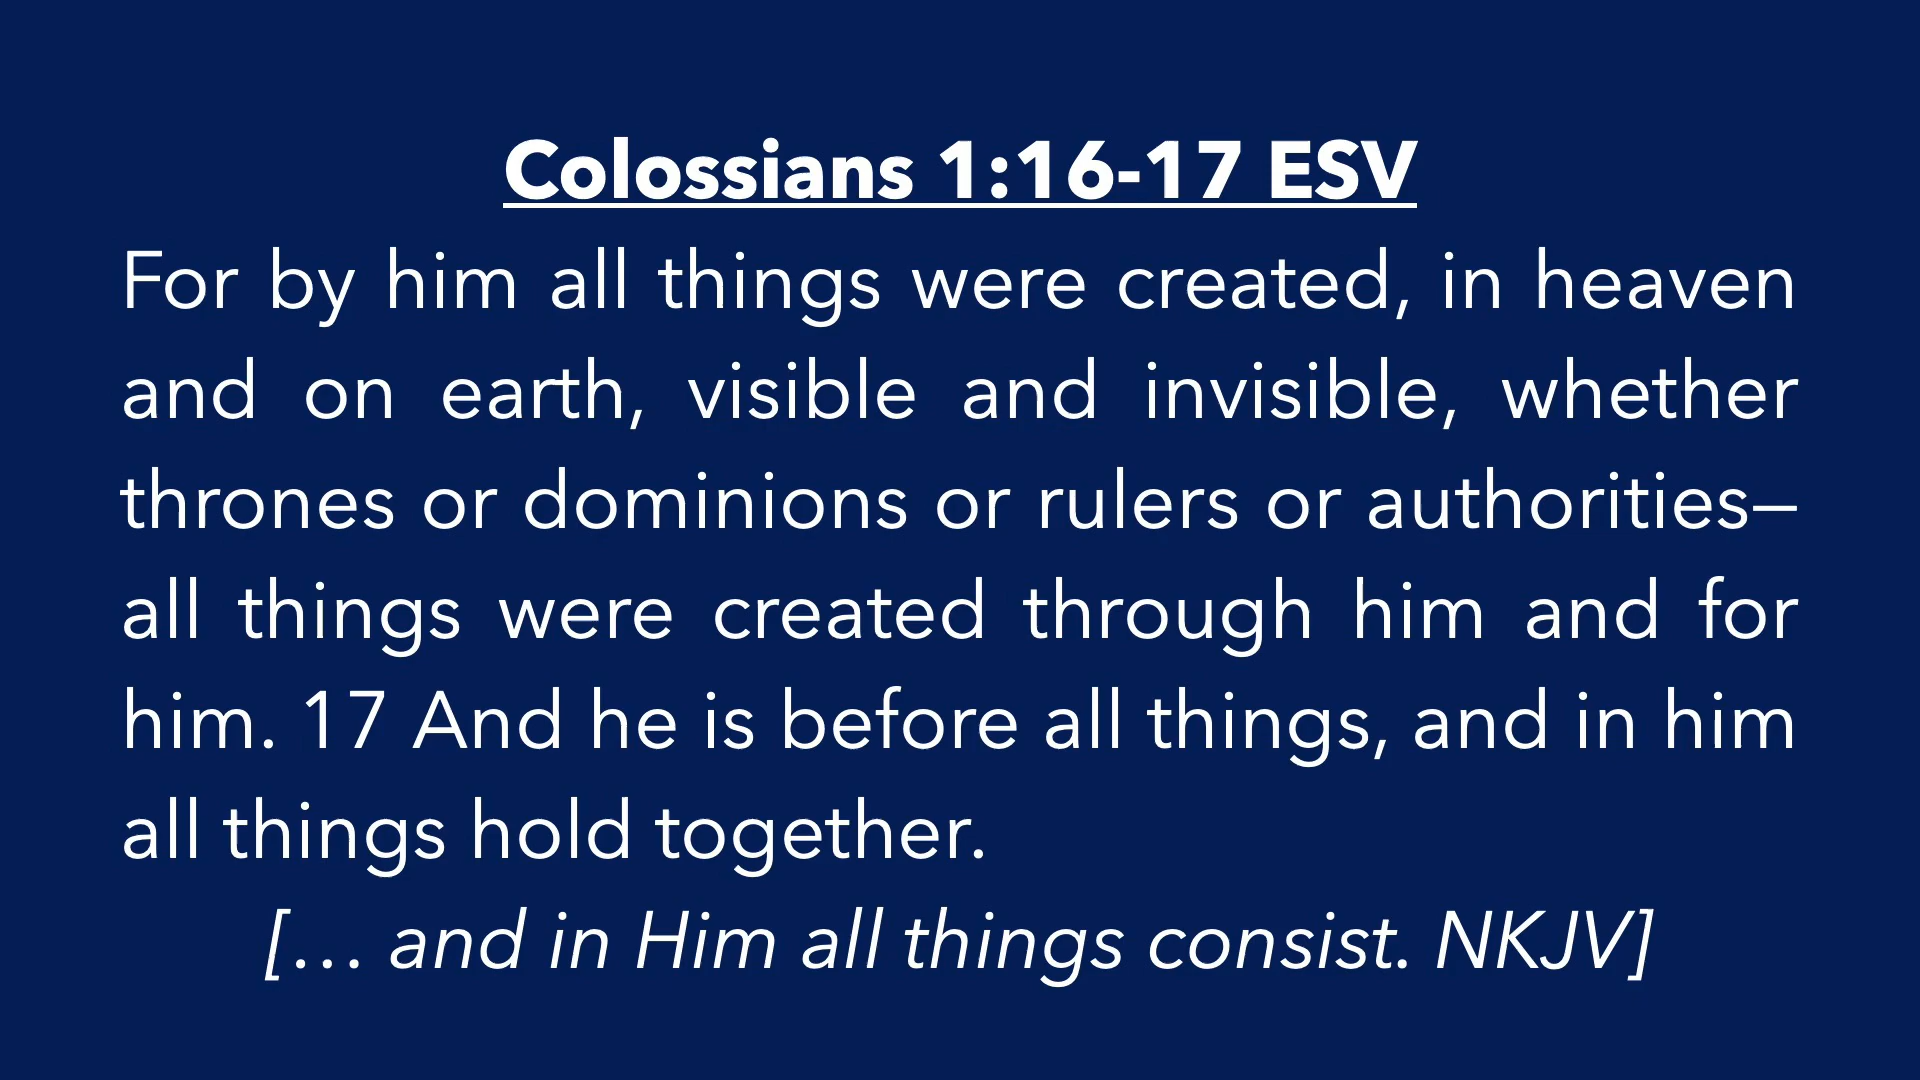 Colossians 1:16-17 ESV
For by him all things were created, in heaven
and on earth, visible and invisible, whether
thrones or dominions or rulers or authorities—
all things were created through him and for
him. 17 And he is before all things, and in him
all things hold together.
[… and in Him all things consist. NKJV]